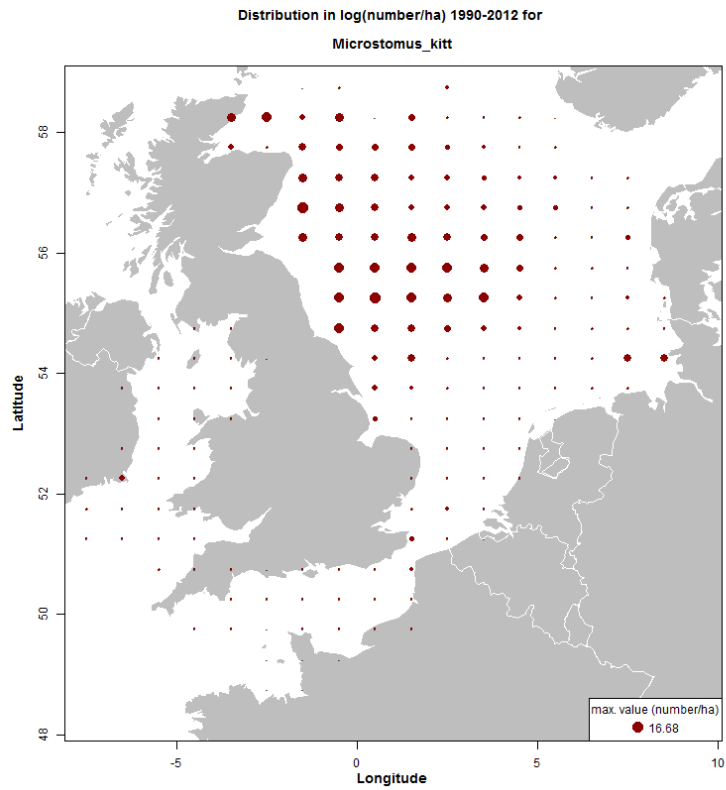 Distribution in log(number/ha) 1990-2012 for
Microstomus_kitt
58
56
54
52
50
48
Latitude
-5
0
5
10
Longitude
max. value (number/ha)
16.68